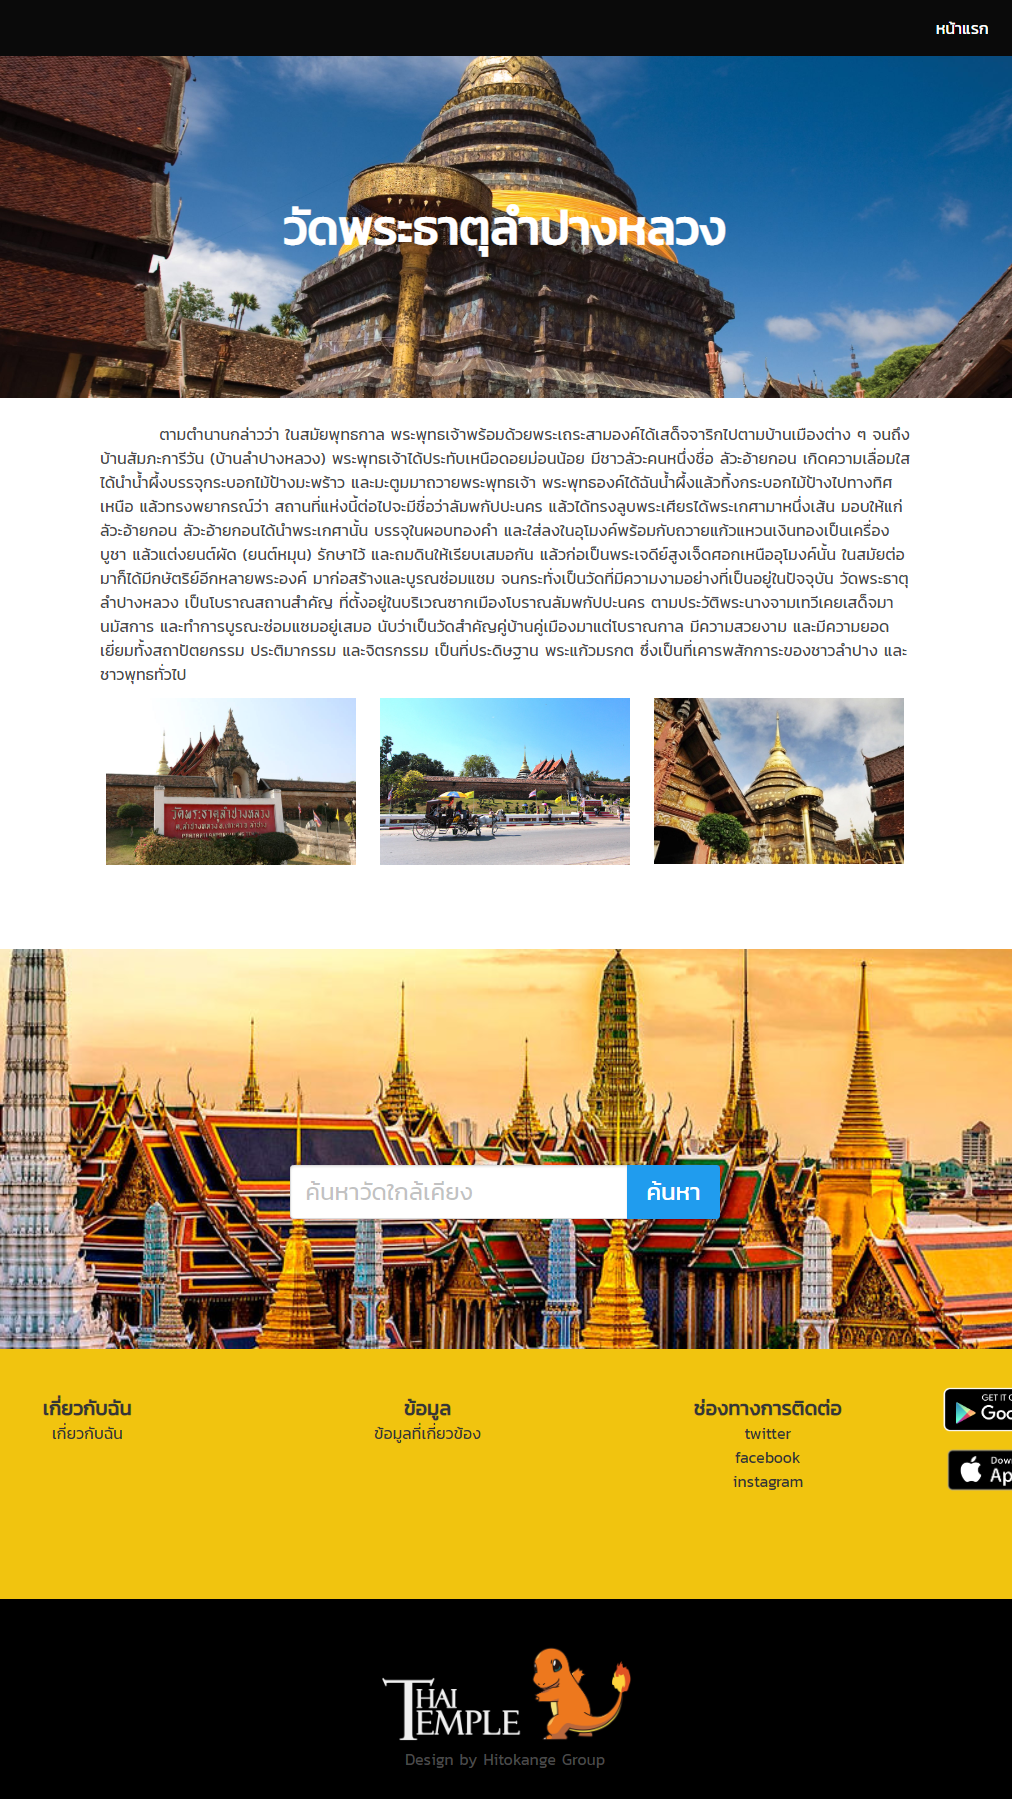 หน้าแรก
วัดพระธาตุลำปางหลวง
ตามตำนานกล่าวว่า ในสมัยพุทธกาล พระพุทธเจ้าพร้อมด้วยพระเถระสามองค์ได้เสด็จจาริกไปตามบ้านเมืองต่าง ๆ จนถึง
บ้านสัมภะการีวัน (บ้านลำปางหลวง) พระพุทธเจ้าได้ประทับเหนือดอยม่อนน้อย มีชาวลัวะคนหนึ่งชื่อ ลัวะอ้ายกอน เกิดความเลื่อมใส
ได้นำน้ำผึ้งบรรจุกระบอกไม้ป้างมะพร้าว และมะตูมมาถวายพระพุทธเจ้า พระพุทธองค์ได้ฉันน้ำผึ้งแล้วทิ้งกระบอกไม้ป้างไปทางทิศ
เหนือ แล้วทรงพยากรณ์ว่า สถานที่แห่งนี้ต่อไปจะมีชื่อว่าลัมพกัปปะนคร แล้วได้ทรงลูบพระเศียรได้พระเกศามาหนึ่งเส้น มอบให้แก่
ลัวะอ้ายกอน ลัวะอ้ายกอนได้นำพระเกศานั้น บรรจุในผอบทองคำ และใส่ลงในอุโมงค์พร้อมกับถวายแก้วแหวนเงินทองเป็นเครื่อง
บูชา แล้วแต่งยนต์ผัด (ยนต์หมุน) รักษาไว้ และถมดินให้เรียบเสมอกัน แล้วก่อเป็นพระเจดีย์สูงเจ็ดศอกเหนืออุโมงค์นั้น ในสมัยต่อ
มาก็ได้มีกษัตริย์อีกหลายพระองค์ มาก่อสร้างและบูรณซ่อมแซม จนกระทั่งเป็นวัดที่มีความงามอย่างที่เป็นอยู่ในปัจจุบัน วัดพระธาตุ
ลำปางหลวง เป็นโบราณสถานสำคัญ ที่ตั้งอยู่ในบริเวณซากเมืองโบราณลัมพกัปปะนคร ตามประวัติพระนางจามเทวีเคยเสด็จมา
นมัสการ และทำการบูรณะซ่อมแซมอยู่เสมอ นับว่าเป็นวัดสำคัญคู่บ้านคู่เมืองมาแต่โบราณกาล มีความสวยงาม และมีความยอด
เยี่ยมทั้งสถาปัตยกรรม ประติมากรรม และจิตรกรรม เป็นที่ประดิษฐาน พระแก้วมรกต ซึ่งเป็นที่เคารพสักการะของชาวลำปาง และ
ชาวพุทธทั่วไป
วัดพระธาตุลำปางหลวง
ค้นหาวัดใกล้เคียง
ค้นหา
เกี่ยวกับฉัน
เกี่ยวกับฉัน
ข้อมูล
ข้อมูลที่เกี่ยวข้อง
ช่องทางการติดต่อ
twitter
facebook
instagram
GET IT
Goo
Dow
Ap
THAI
TEMPLE
Design by Hitokange Group